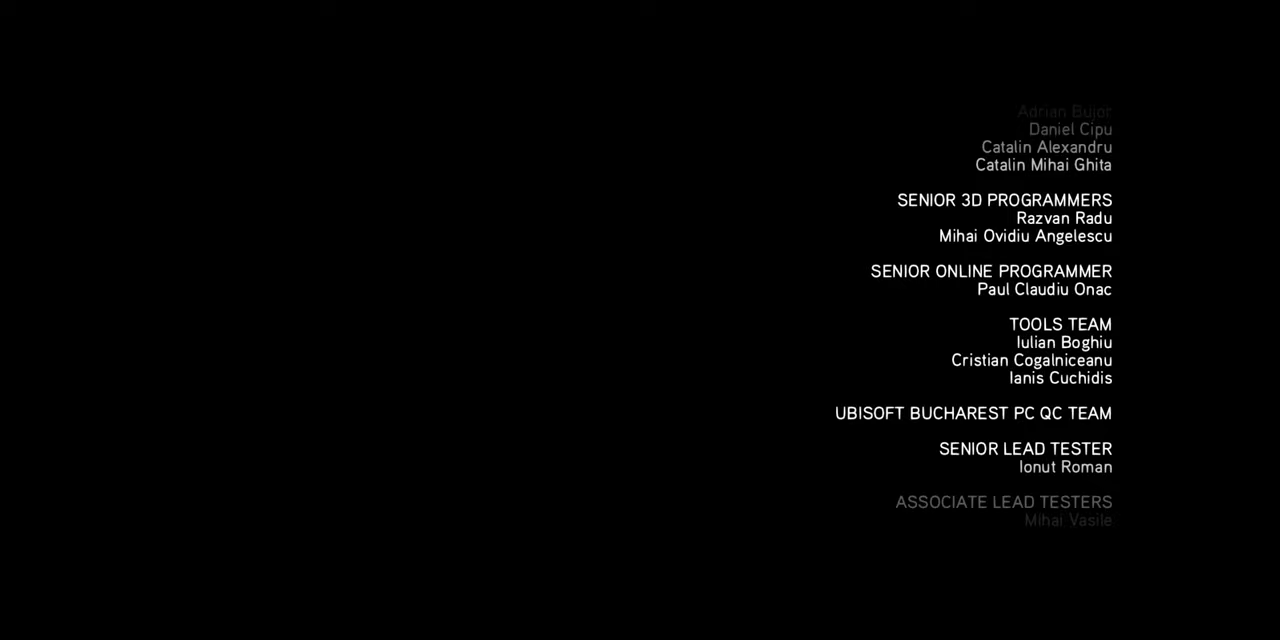 Adrian Bujor
Daniel Cipu
Catalin Alexandru
Catalin Mihai Ghita
SENIOR 3D PROGRAMMERS
Razvan Radu
Mihai Ovidiu Angelescu
SENIOR ONLINE PROGRAMMER
Paul Claudiu Onac
TOOLS TEAM
Iulian Boghiu
Cristian Cogalniceanu
Ianis Cuchidis
UBISOFT BUCHAREST PC QC TEAM
SENIOR LEAD TESTER
Ionut Roman
ASSOCIATE LEAD TESTERS
Mihai Vasile